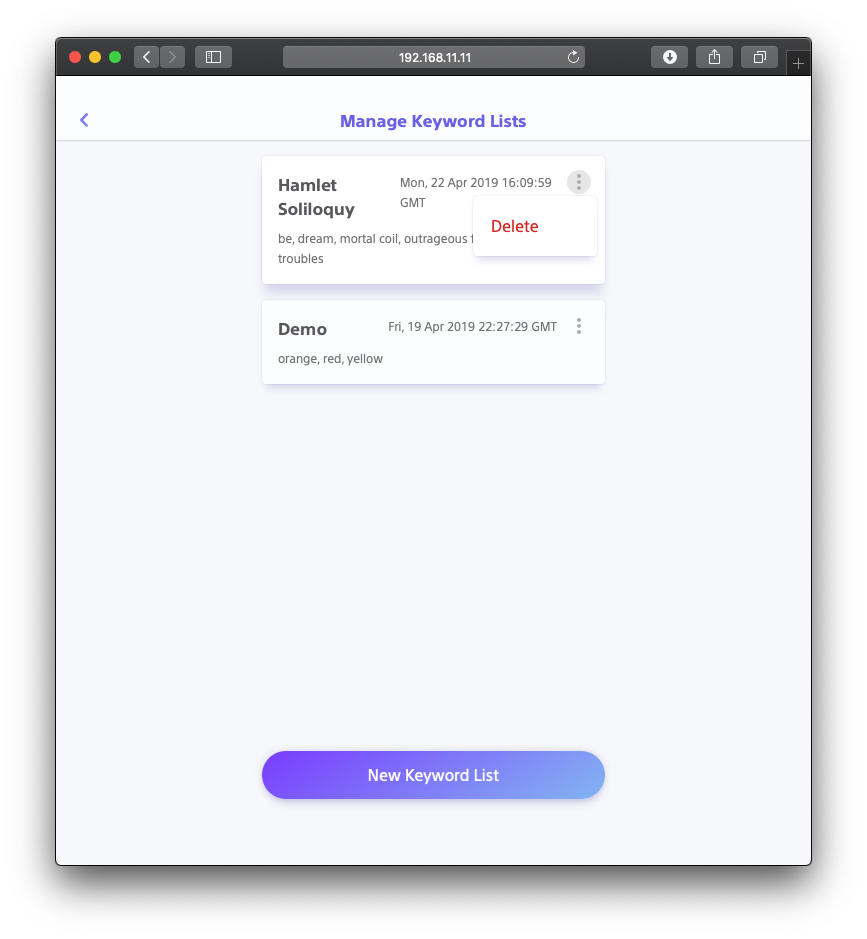 192.168.11.11
Manage Keyword Lists
Hamlet
Soliloquy
Mon, 22 Apr 2019 16:09:59
GMT
Delete
be, dream, mortal coil, outrageous
troubles
Demo
Fri, 19 Apr 2019 22:27:29 GMT
orange, red, yellow
New Keyword List